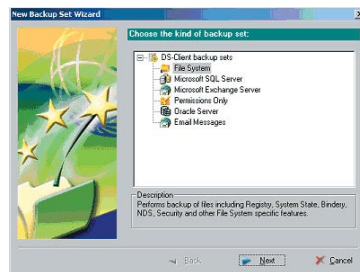 New Backup Set Wizard
Choose the kind of backup set:
DS-Client backup sets
File System
Microsoft SQL Server
Microsoft Exchange Server
Permissions Only
Oracle Server
Email Messages
Description
Performs backup of files including Registry, System State, Bindery,
NDS, Security and other File System specific features.
Back
Next
Cancel